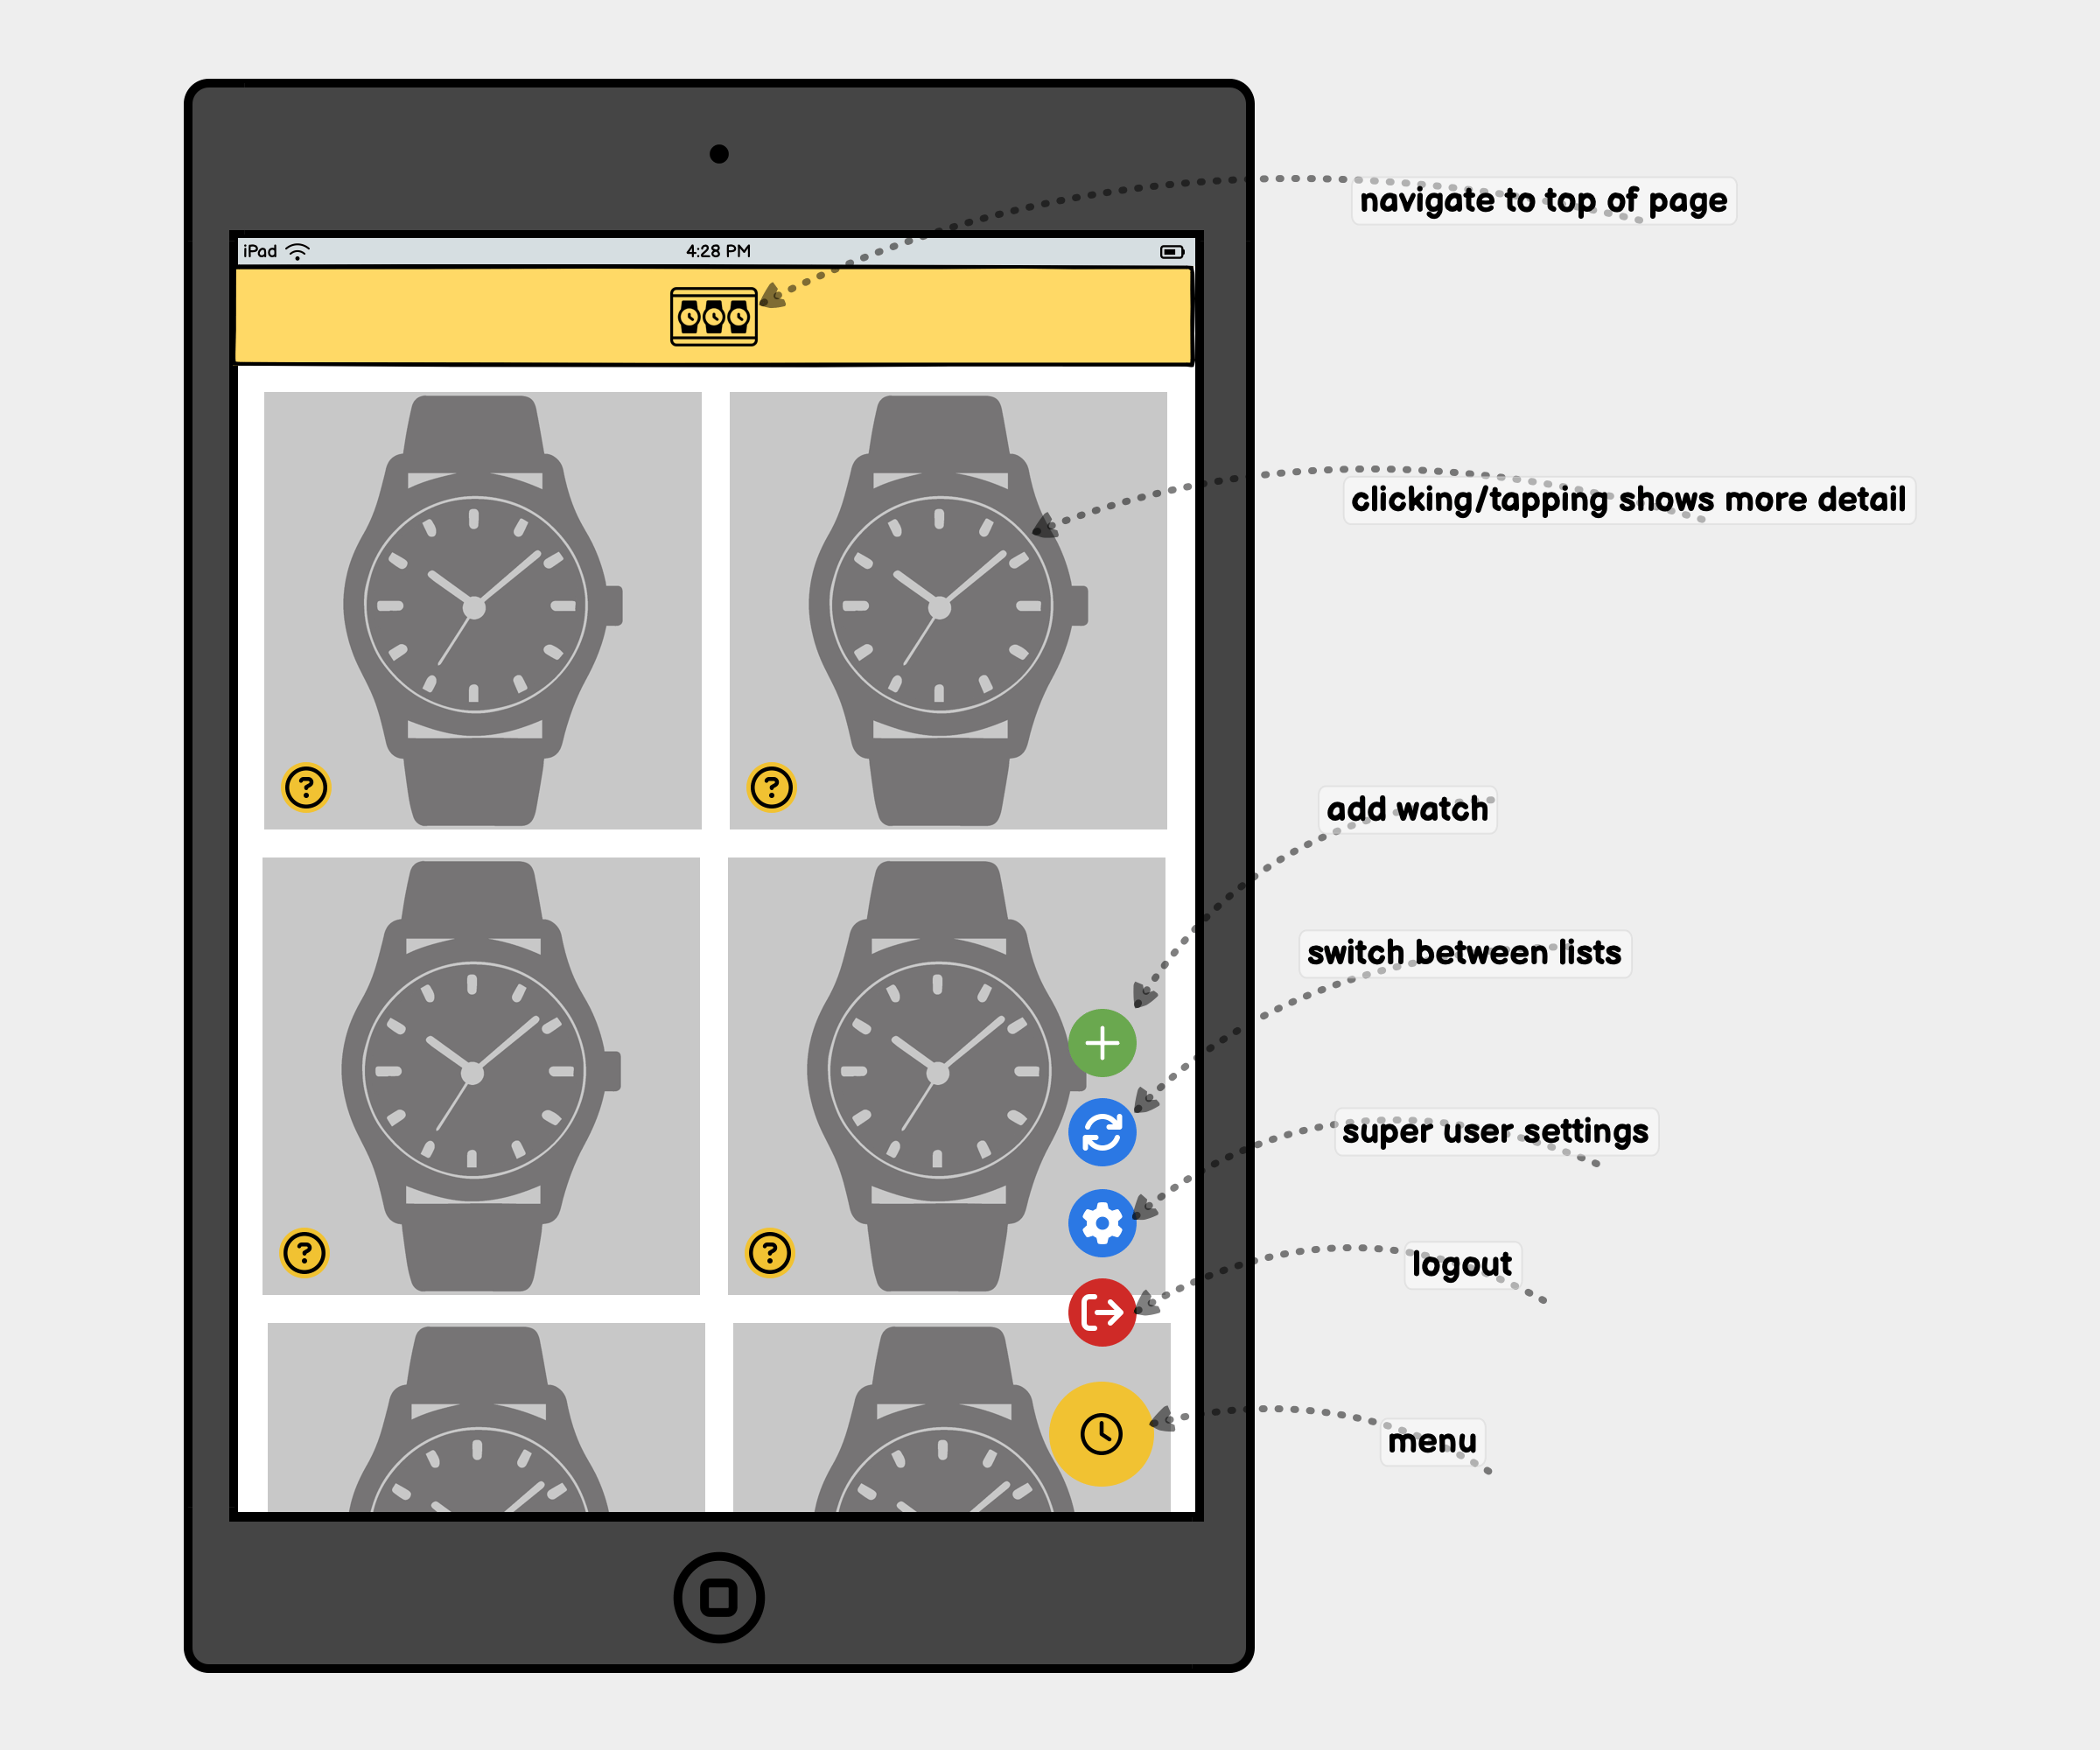 navigate to top of page
iPad 4:28 PM
clicking/tapping shows more detail
?
?
add watch
switch between lists
super user settings
?
?
logout
menu